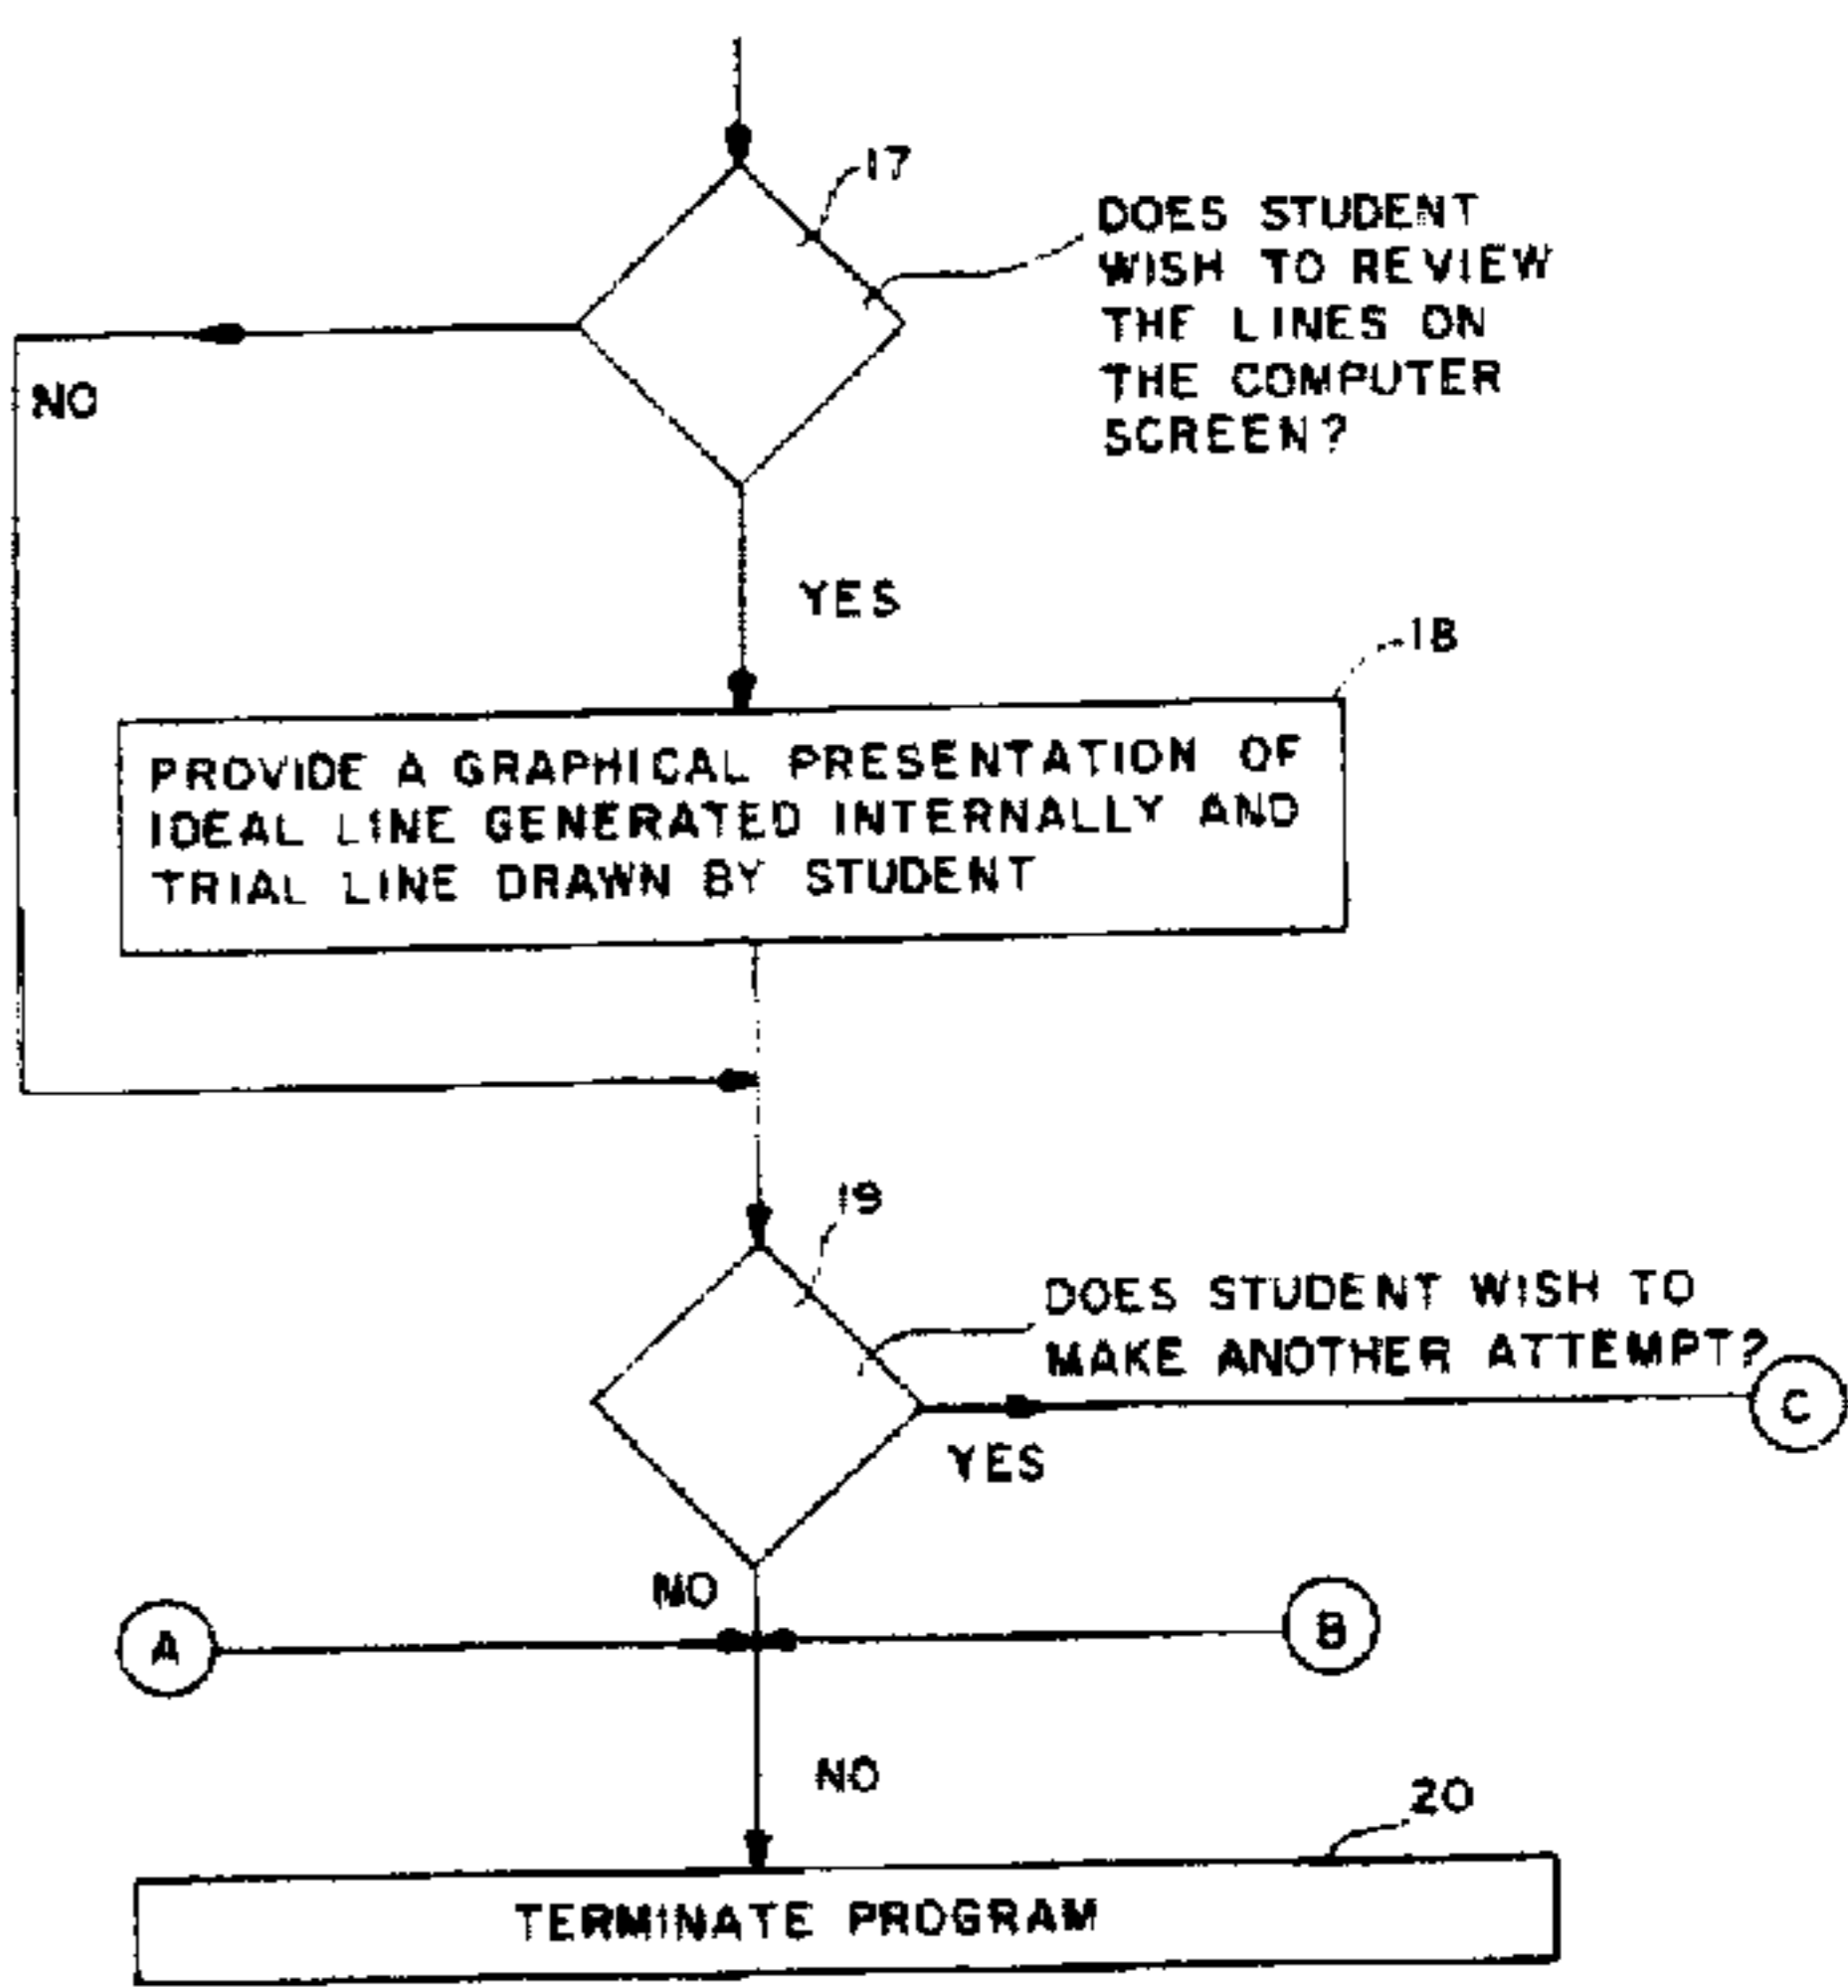 17
DOES STUDENT
WISH TO REVIEW
THE LINES ON
THE COMPUTER
SCREEN?
NO
YES
18
PROVIDE A GRAPHICAL PRESENTATION OF
IDEAL LINE GENERATED INTERNALLY AND
TRIAL LINE DRAWN BY STUDENT
19
DOES STUDENT WISH TO
MAKE ANOTHER ATTEMPT?
C
YES
NO
A
B
NO
20
TERMINATE PROGRAM